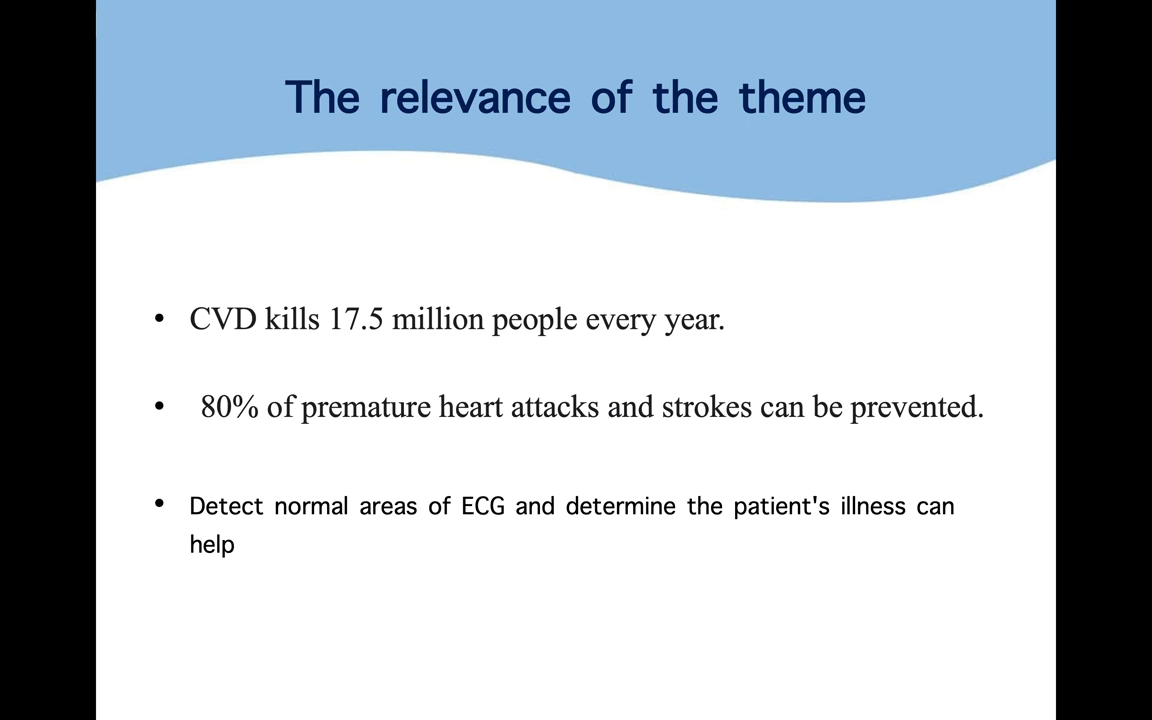 The relevance of the theme
• CVD kills 17.5 million people every year.
• 80% of premature heart attacks and strokes can be prevented.
• Detect normal areas of ECG and determine the patient's illness can
help